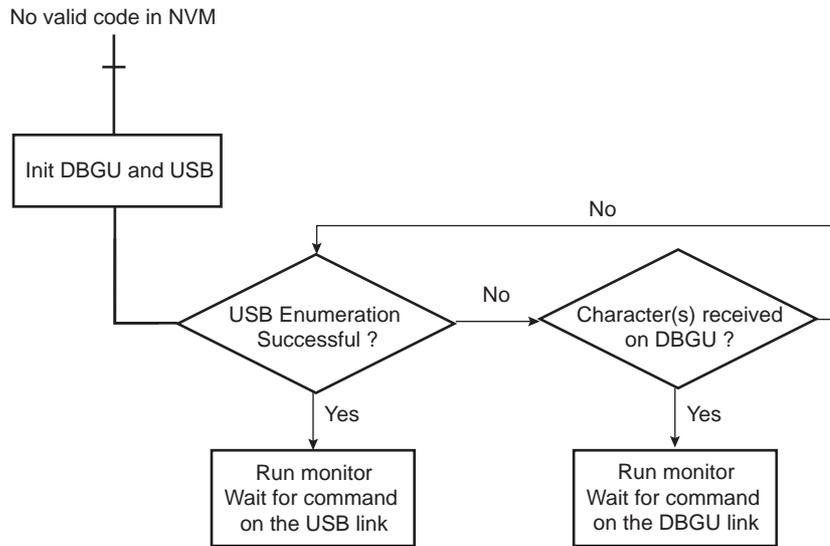 No valid code in NVM
Init DBGU and USB
No
USB Enumeration
Successful ?
No
Character(s) received
on DBGU ?
Yes
Yes
Run monitor
Wait for command
on the USB link
Run monitor
Wait for command
on the DBGU link